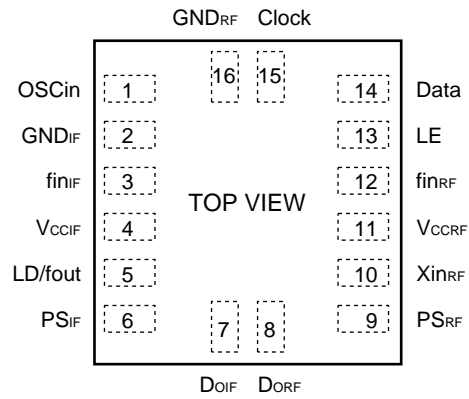 GNDRF Clock
16 15
OSCin 1 14 Data
GNDIF 2 13 LE
finIF 3 12 finRF
TOP VIEW
VCCIF 4 11 VCCRF
LD/fout 5 10 XinRF
PSIF 6 7 8 9 PSRF
DOIF DORF